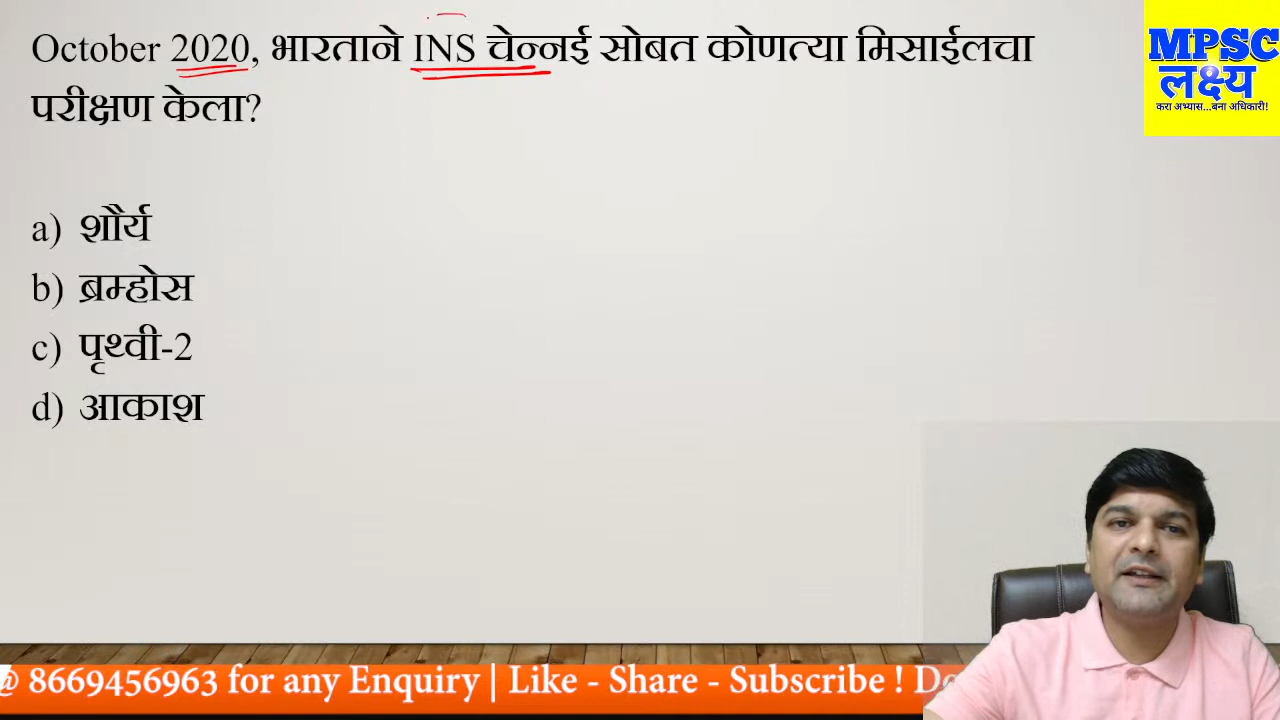 October 2020, भारताने INS चेन्नई सोबत कोणत्या मिसाईलचा
परीक्षण केला?
MPSC
लक्ष्य
करा अभ्यास...बना अधिकारी!
a) शौर्य
b) ब्रम्होस
c) पृथ्वी-2
d) आकाश
@ 8669456963 for any Enquiry | Like - Share - Subscribe ! Do